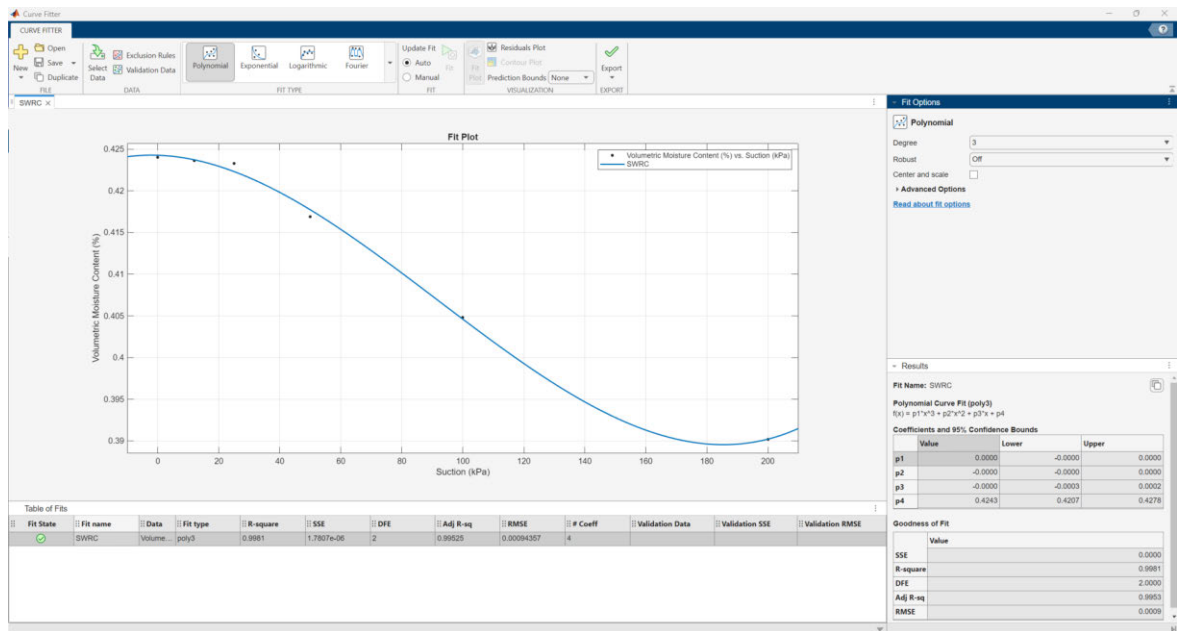 Curve Fitter
CURVE FITTER
New
Open
Save
Duplicate
FILE
Select Data
Exclusion Rules
Validation Data
DATA
Polynomial
Exponential
Logarithmic
Fourier
FIT TYPE
Update Fit
Auto
Manual
Fit
FIT
Fit Plot
Residuals Plot
Contour Plot
Prediction Bounds None
VISUALIZATION
Export
EXPORT
SWRC
Fit Plot
Volumetric Moisture Content (%) vs. Suction (kPa)
SWRC
0.425
0.42
0.415
0.41
0.405
0.4
0.395
0.39
Volumetric Moisture Content (%)
0 20 40 60 80 100 120 140 160 180 200
Suction (kPa)
Table of Fits
Fit State Fit name Data Fit type R-square SSE DFE Adj R-sq RMSE # Coeff Validation Data Validation SSE Validation RMSE
SWRC Volume... poly3 0.9981 1.7807e-06 2 0.99525 0.00094357 4
Fit Options
Polynomial
Degree 3
Robust Off
Center and scale
Advanced Options
Read about fit options
Results
Fit Name: SWRC
Polynomial Curve Fit (poly3)
f(x) = p1*x^3 + p2*x^2 + p3*x + p4
Coefficients and 95% Confidence Bounds
Value Lower Upper
p1 0.0000 -0.0000 0.0000
p2 -0.0000 -0.0000 0.0000
p3 -0.0000 -0.0003 0.0002
p4 0.4243 0.4207 0.4278
Goodness of Fit
Value
SSE 0.0000
R-square 0.9981
DFE 2.0000
Adj R-sq 0.9953
RMSE 0.0009